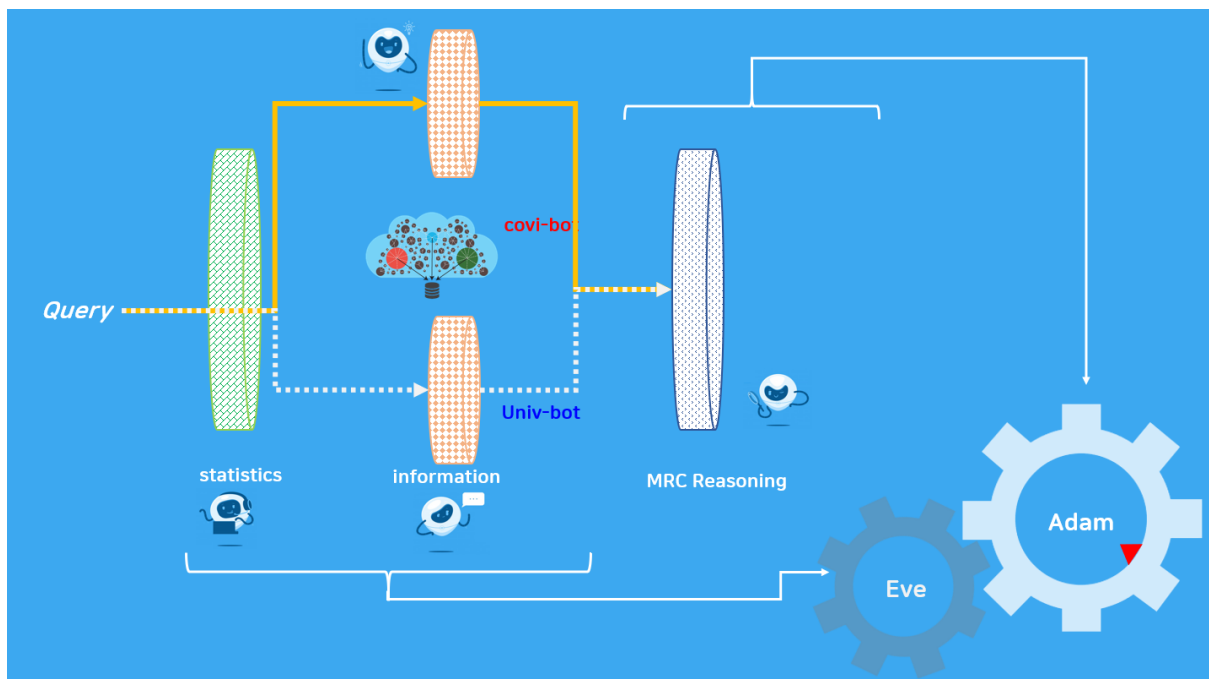 covi-bot
Query
Univ-bot
statistics
information
MRC Reasoning
Adam
Eve